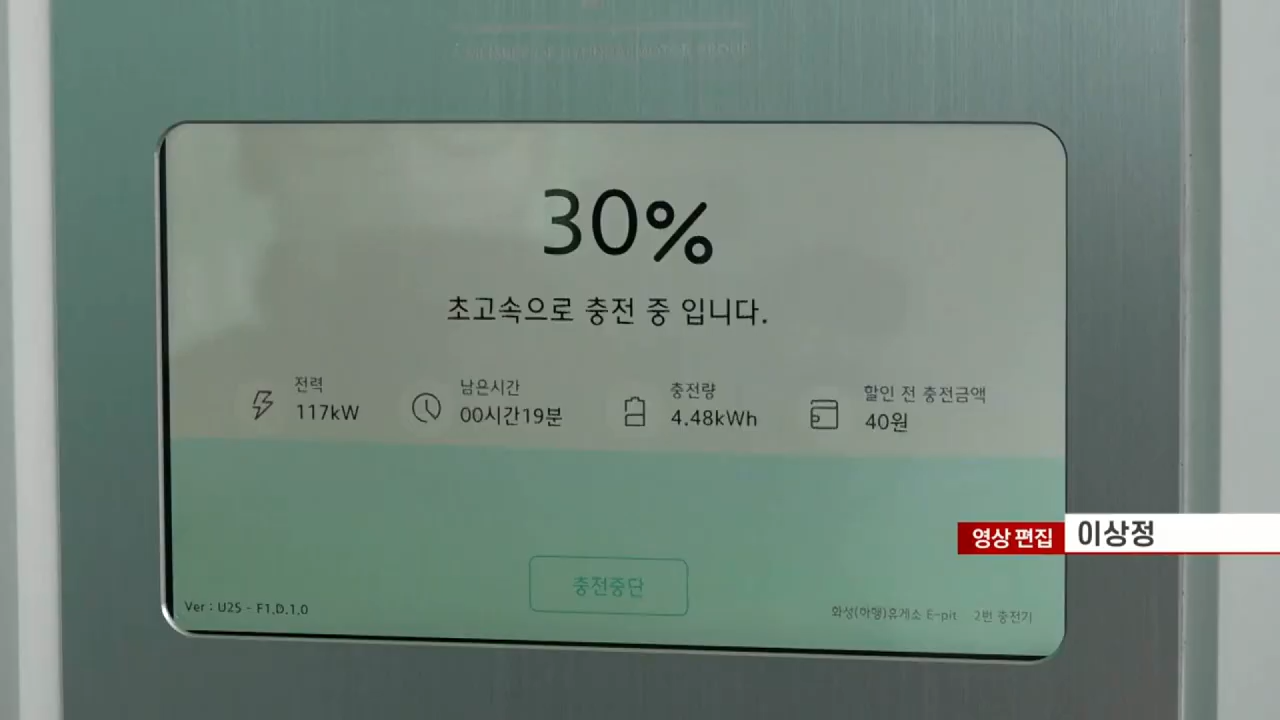 30%
초고속으로 충전 중 입니다.
전력
117kW
남은시간
00시간19분
충전량
4.48kWh
할인 전 충전금액
40원
영상 편집 이상정
충전중단
Ver : U25 - F1.D.1.0
화성(하행)휴게소 E-pit 2번 충전기